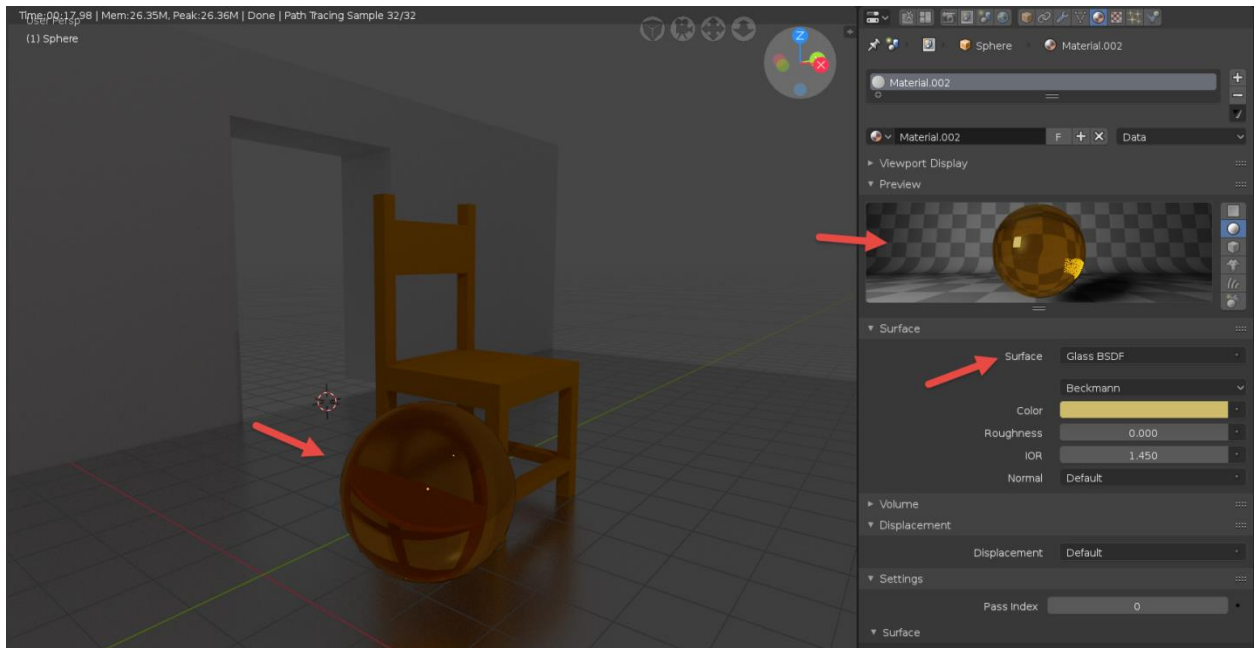 Time:00:17.98 | Mem:26.35M, Peak:26.36M | Done | Path Tracing Sample 32/32
User Persp
(1) Sphere
Z
X
Sphere
Material.002
Material.002
Material.002
F
Data
Viewport Display
Preview
Surface
Surface
Glass BSDF
Beckmann
Color
Roughness
0.000
IOR
1.450
Normal
Default
Volume
Displacement
Displacement
Default
Settings
Pass Index
0
Surface